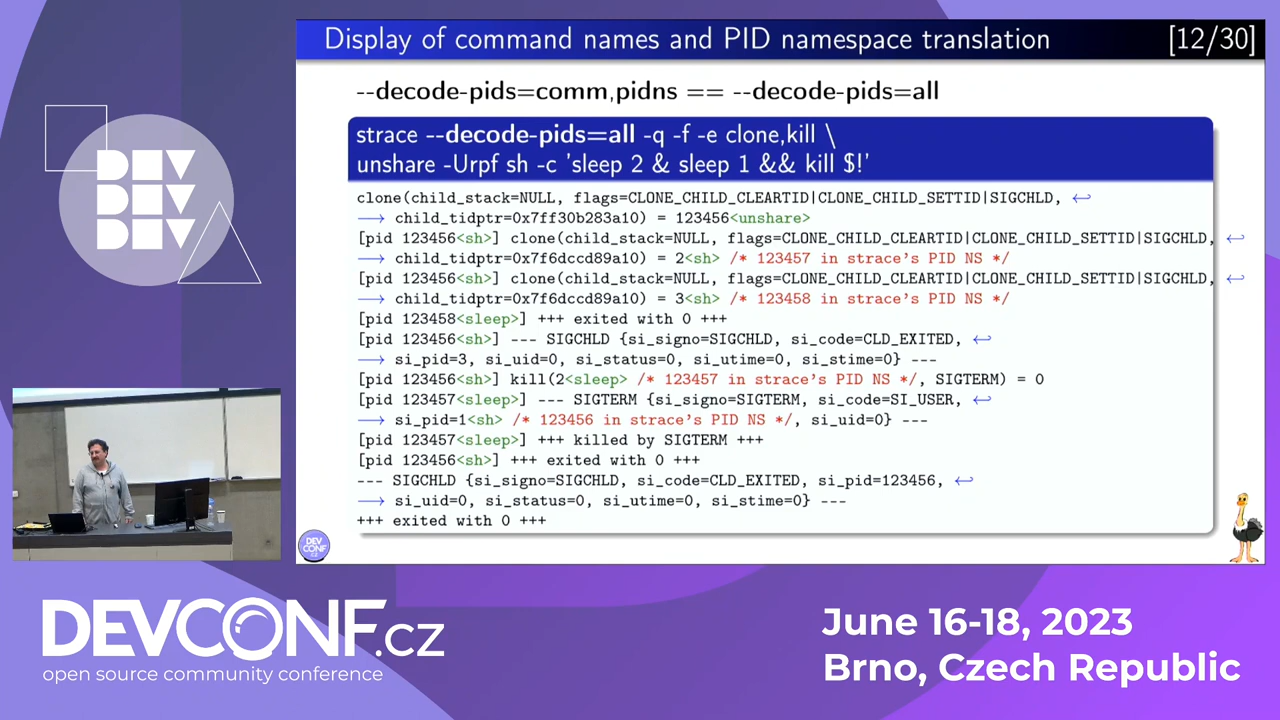 Display of command names and PID namespace translation [12/30]
--decode-pids=comm,pidns == --decode-pids=all
strace --decode-pids=all -q -f -e clone,kill \
unshare -Urpf sh -c 'sleep 2 & sleep 1 && kill $!'
clone(child_stack=NULL, flags=CLONE_CHILD_CLEARTID|CLONE_CHILD_SETTID|SIGCHLD, ↩
⟶ child_tidptr=0x7ff30b283a10) = 123456<unshare>
[pid 123456<sh>] clone(child_stack=NULL, flags=CLONE_CHILD_CLEARTID|CLONE_CHILD_SETTID|SIGCHLD, ↩
⟶ child_tidptr=0x7f6dccd89a10) = 2<sh> /* 123457 in strace's PID NS */
[pid 123456<sh>] clone(child_stack=NULL, flags=CLONE_CHILD_CLEARTID|CLONE_CHILD_SETTID|SIGCHLD, ↩
⟶ child_tidptr=0x7f6dccd89a10) = 3<sh> /* 123458 in strace's PID NS */
[pid 123458<sleep>] +++ exited with 0 +++
[pid 123456<sh>] --- SIGCHLD {si_signo=SIGCHLD, si_code=CLD_EXITED, ↩
⟶ si_pid=3, si_uid=0, si_status=0, si_utime=0, si_stime=0} ---
[pid 123456<sh>] kill(2<sleep> /* 123457 in strace's PID NS */, SIGTERM) = 0
[pid 123457<sleep>] --- SIGTERM {si_signo=SIGTERM, si_code=SI_USER, ↩
⟶ si_pid=1<sh> /* 123456 in strace's PID NS */, si_uid=0} ---
[pid 123457<sleep>] +++ killed by SIGTERM +++
[pid 123456<sh>] +++ exited with 0 +++
--- SIGCHLD {si_signo=SIGCHLD, si_code=CLD_EXITED, si_pid=123456, ↩
⟶ si_uid=0, si_status=0, si_utime=0, si_stime=0} ---
+++ exited with 0 +++
DEV
DEV
DEV
DEV
CONF
.CZ
DEVCONF.cz
open source community conference
June 16-18, 2023
Brno, Czech Republic